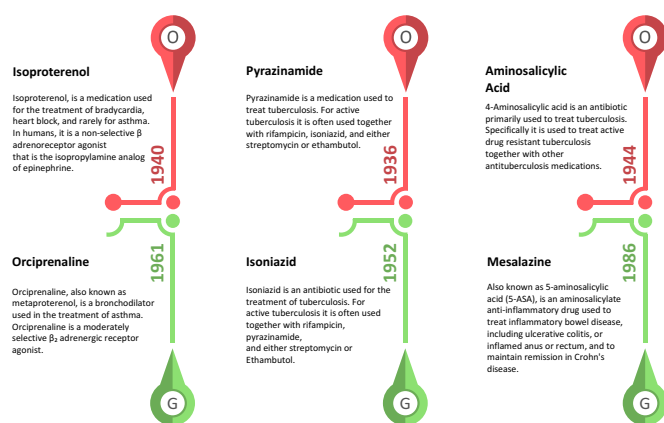 O
Isoproterenol
Isoproterenol, is a medication used
for the treatment of bradycardia,
heart block, and rarely for asthma.
In humans, it is a non-selective β
adrenoreceptor agonist
that is the isopropylamine analog
of epinephrine.
1940
Orciprenaline
Orciprenaline, also known as
metaproterenol, is a bronchodilator
used in the treatment of asthma.
Orciprenaline is a moderately
selective β₂ adrenergic receptor
agonist.
1961
G
O
Pyrazinamide
Pyrazinamide is a medication used to
treat tuberculosis. For active
tuberculosis it is often used together
with rifampicin, isoniazid, and either
streptomycin or ethambutol.
1936
Isoniazid
Isoniazid is an antibiotic used for the
treatment of tuberculosis. For
active tuberculosis it is often used
together with rifampicin,
pyrazinamide,
and either streptomycin or
Ethambutol.
1952
G
O
Aminosalicylic
Acid
4-Aminosalicylic acid is an antibiotic
primarily used to treat tuberculosis.
Specifically it is used to treat active
drug resistant tuberculosis
together with other
antituberculosis medications.
1944
Mesalazine
Also known as 5-aminosalicylic
acid (5-ASA), is an aminosalicylate
anti-inflammatory drug used to
treat inflammatory bowel disease,
including ulcerative colitis, or
inflamed anus or rectum, and to
maintain remission in Crohn's
disease.
1986
G